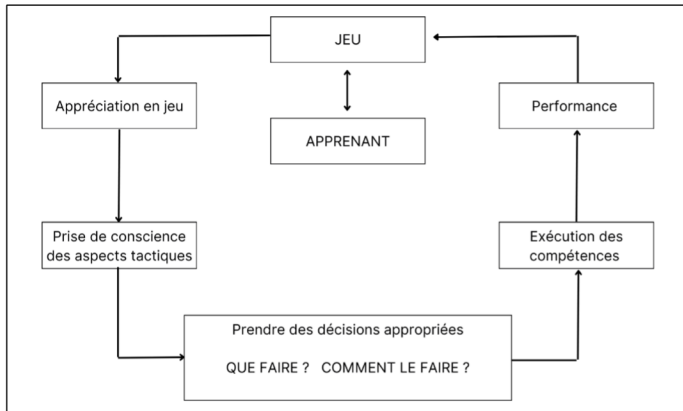 JEU
Appréciation en jeu
APPRENANT
Performance
Prise de conscience
des aspects tactiques
Exécution des
compétences
Prendre des décisions appropriées
QUE FAIRE ? COMMENT LE FAIRE ?